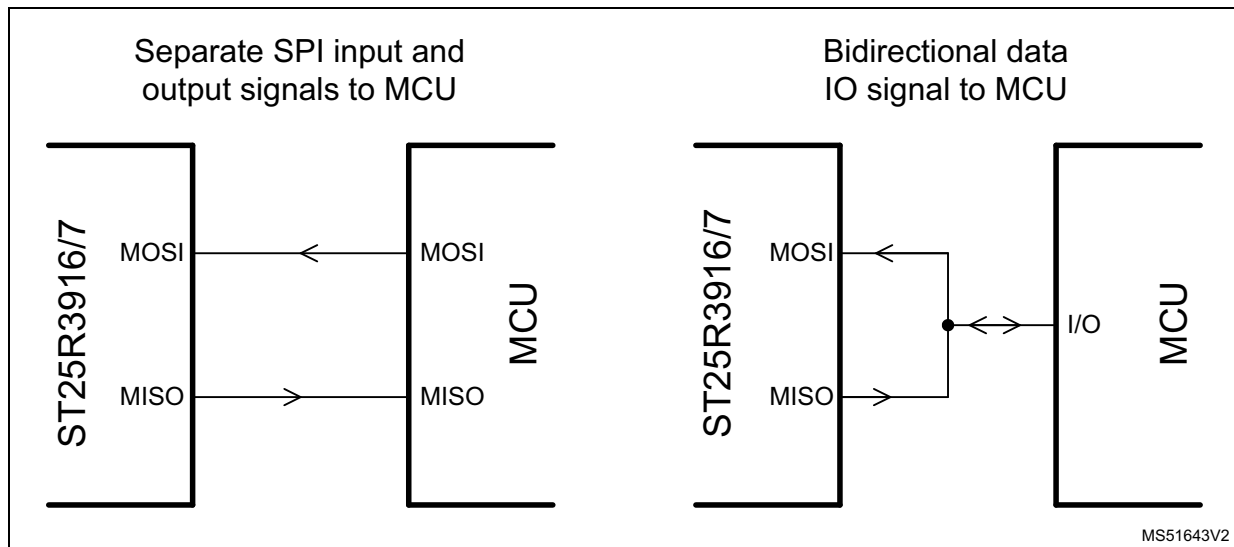 Separate SPI input and
output signals to MCU
ST25R3916/7
MOSI
MISO
MOSI
MISO
MCU
Bidirectional data
IO signal to MCU
ST25R3916/7
MOSI
MISO
I/O
MCU
MS51643V2